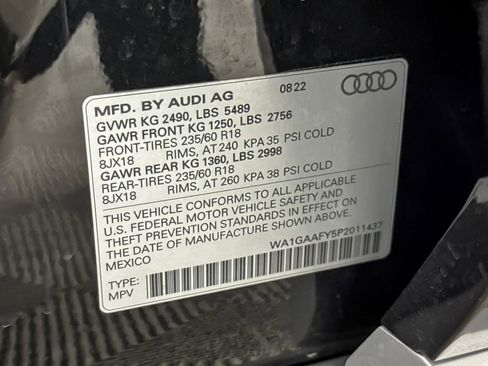 08/22
MFD. BY AUDI AG
GVWR KG 2490, LBS 5489
GAWR FRONT KG 1250, LBS 2756
FRONT-TIRES 235/60 R18
8JX18 RIMS, AT 240 KPA 35 PSI COLD
GAWR REAR KG 1360, LBS 2998
REAR-TIRES 235/60 R18
8JX18 RIMS, AT 260 KPA 38 PSI COLD
THIS VEHICLE CONFORMS TO ALL APPLICABLE
U.S. FEDERAL MOTOR VEHICLE SAFETY AND
THEFT PREVENTION STANDARDS IN EFFECT ON
THE DATE OF MANUFACTURE SHOWN ABOVE.
MEXICO
WA1GAAFY5P2011437
TYPE:
MPV